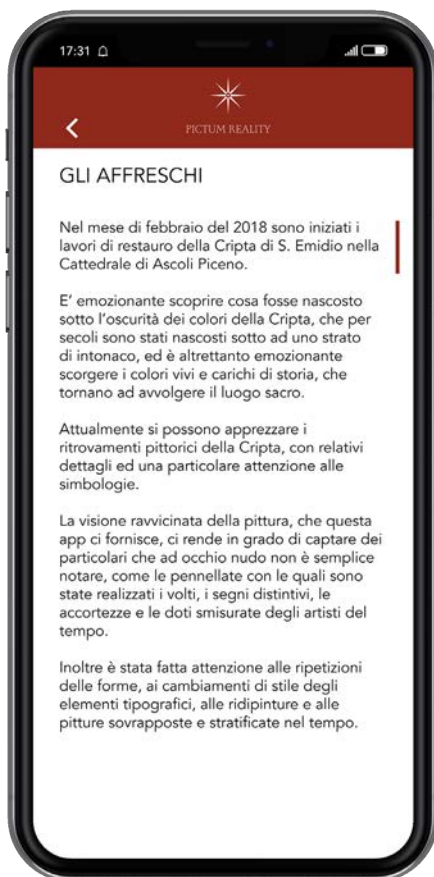 17:31
PICTUM REALITY
GLI AFFRESCHI
Nel mese di febbraio del 2018 sono iniziati i
lavori di restauro della Cripta di S. Emidio nella
Cattedrale di Ascoli Piceno.
E' emozionante scoprire cosa fosse nascosto
sotto l'oscurità dei colori della Cripta, che per
secoli sono stati nascosti sotto ad uno strato
di intonaco, ed è altrettanto emozionante
scorgere i colori vivi e carichi di storia, che
tornano ad avvolgere il luogo sacro.
Attualmente si possono apprezzare i
ritrovamenti pittorici della Cripta, con relativi
dettagli ed una particolare attenzione alle
simbologie.
La visione ravvicinata della pittura, che questa
app ci fornisce, ci rende in grado di captare dei
particolari che ad occhio nudo non è semplice
notare, come le pennellate con le quali sono
state realizzati i volti, i segni distintivi, le
accortezze e le doti smisurate degli artisti del
tempo.
Inoltre è stata fatta attenzione alle ripetizioni
delle forme, ai cambiamenti di stile degli
elementi tipografici, alle ridipinture e alle
pitture sovrapposte e stratificate nel tempo.